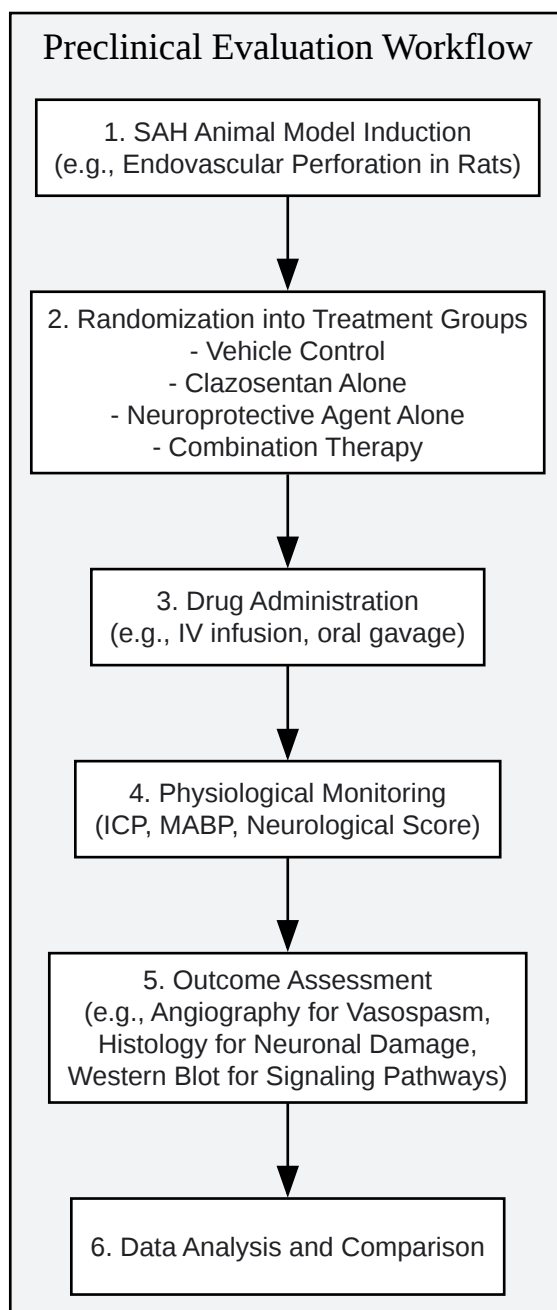 Preclinical Evaluation Workflow
1. SAH Animal Model Induction
(e.g., Endovascular Perforation in Rats)
2. Randomization into Treatment Groups
- Vehicle Control
- Clazosentan Alone
- Neuroprotective Agent Alone
- Combination Therapy
3. Drug Administration
(e.g., IV infusion, oral gavage)
4. Physiological Monitoring
(ICP, MABP, Neurological Score)
5. Outcome Assessment
(e.g., Angiography for Vasospasm,
Histology for Neuronal Damage,
Western Blot for Signaling Pathways)
6. Data Analysis and Comparison